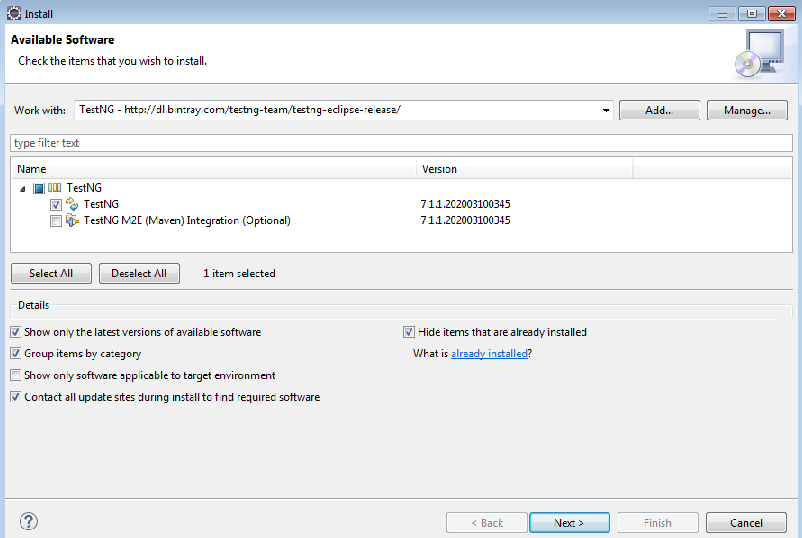 Install
Available Software
Check the items that you wish to install.
Work with: TestNG - http://dl.bintray.com/testng-team/testng-eclipse-release/ Add... Manage...
type filter text
Name Version
TestNG
TestNG 7.1.1.202003100345
TestNG M2E (Maven) Integration (Optional) 7.1.1.202003100345
Select All Deselect All 1 item selected
Details
Show only the latest versions of available software Hide items that are already installed
Group items by category What is already installed?
Show only software applicable to target environment
Contact all update sites during install to find required software
? < Back Next > Finish Cancel